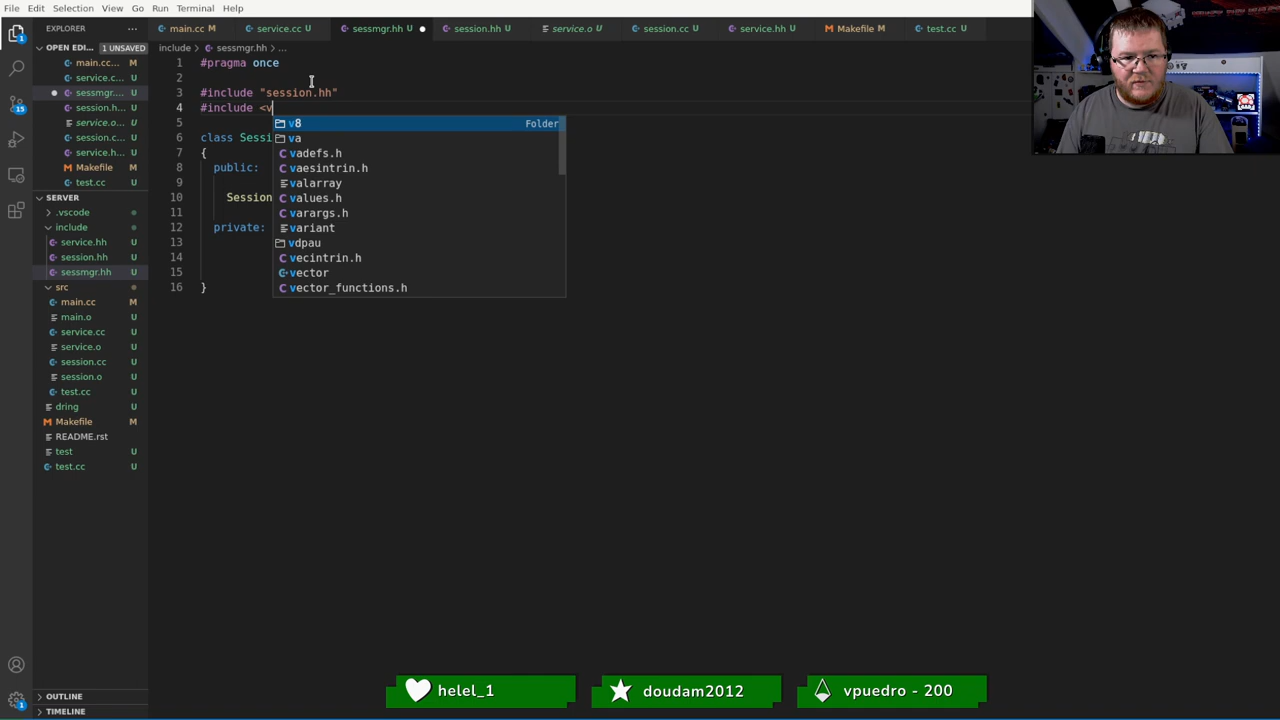 File Edit Selection View Go Run Terminal Help
EXPLORER ...
main.cc U
service.cc U
sessmgr.hh U
session.hh U
service.o U
session.cc U
service.hh U
Makefile U
test.cc U
OPEN EDI... 1 UNSAVED
include > sessmgr.hh > ...
main.cc... M
service.c... U
sessmgr.... U
session.h... U
service.o... U
session.c... U
service.h... U
Makefile M
test.cc U
SERVER
.vscode
include
service.hh U
session.hh U
sessmgr.hh U
src
main.cc M
main.o U
service.cc U
service.o U
session.cc U
session.o U
test.cc U
dring U
Makefile M
README.rst
test U
test.cc U
OUTLINE
TIMELINE
1
15
1 #pragma once
2
3 #include "session.hh"
4 #include <v
5
6 class Sessi
7 {
8 public:
9
10 Session
11
12 private:
13
14
15
16 }
v8 Folder
va
vadefs.h
vaesintrin.h
valarray
values.h
varargs.h
variant
vdpau
vecintrin.h
vector
vector_functions.h
helel_1
doudam2012
vpuedro - 200